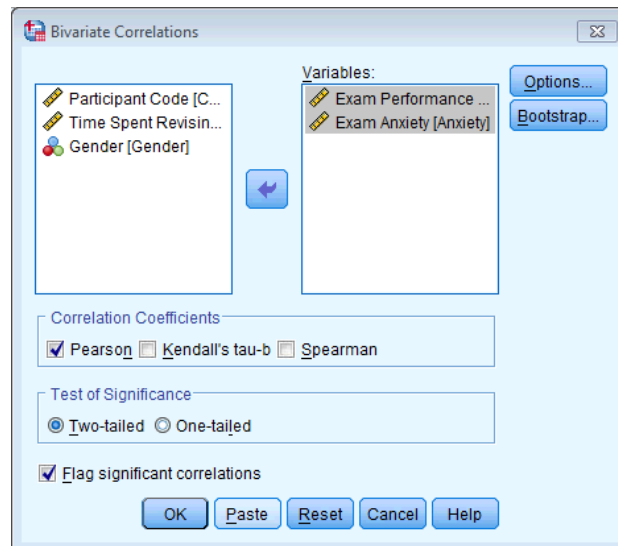 Bivariate Correlations
Variables:
Participant Code [C...
Time Spent Revisin...
Gender [Gender]
Exam Performance ...
Exam Anxiety [Anxiety]
Options...
Bootstrap...
Correlation Coefficients
Pearson Kendall's tau-b Spearman
Test of Significance
Two-tailed One-tailed
Flag significant correlations
OK Paste Reset Cancel Help